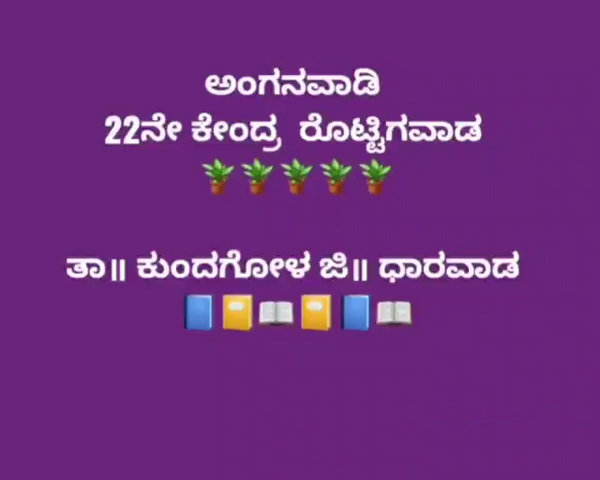 ಅಂಗನವಾಡಿ
22ನೇ ಕೇಂದ್ರ ರೊಟ್ಟಿಗವಾಡ
🪴🪴🪴🪴🪴
ತಾ॥ ಕುಂದಗೋಳ ಜಿ॥ ಧಾರವಾಡ
📘📒📖📒📘📖